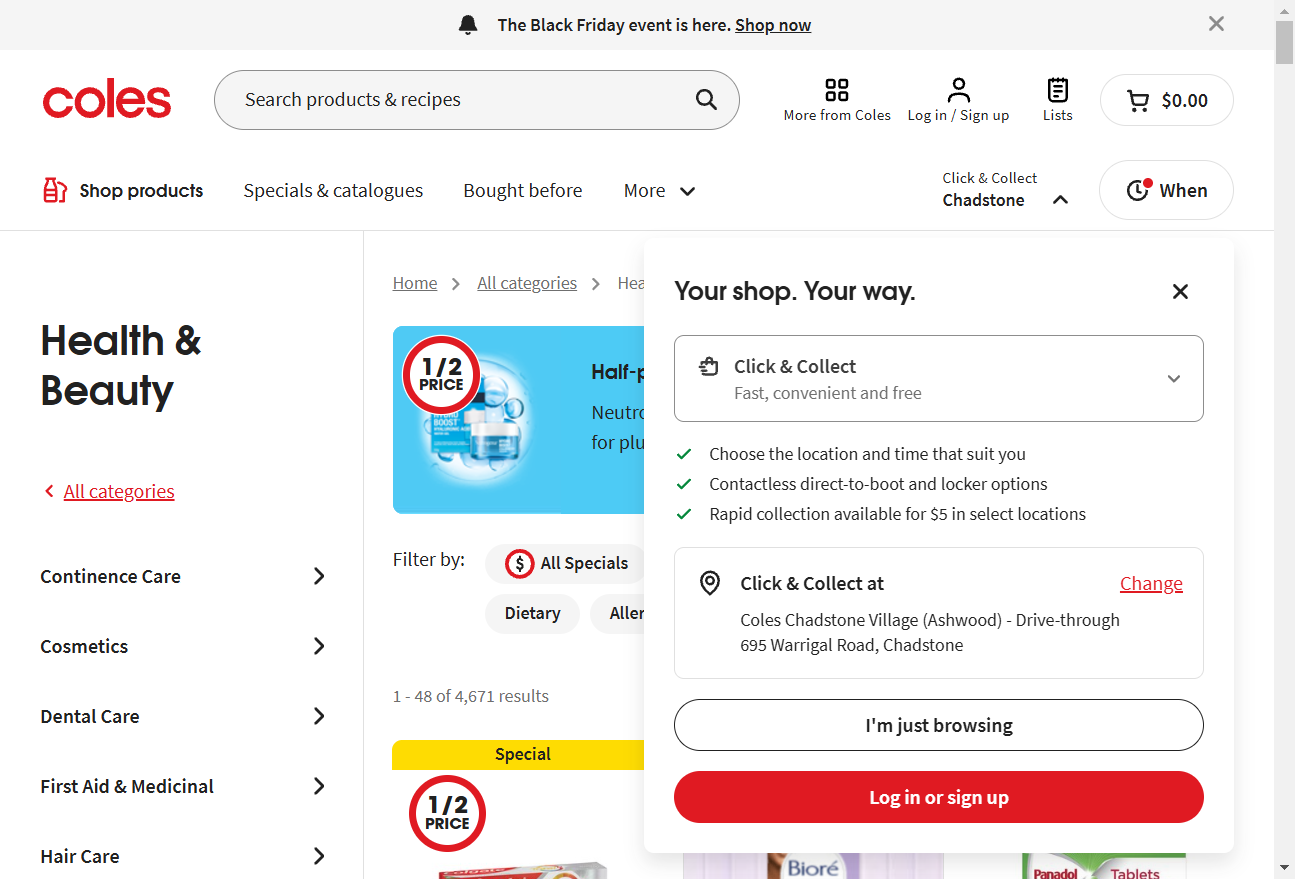 The Black Friday event is here. Shop now
coles
Search products & recipes
More from Coles
Log in / Sign up
Lists
$0.00
Shop products
Specials & catalogues
Bought before
More
Click & Collect
Chadstone
When
Health &
Beauty
All categories
Continence Care
Cosmetics
Dental Care
First Aid & Medicinal
Hair Care
Home
All categories
Hea
1/2
PRICE
Half-p
Neutro
for plu
Filter by:
$ All Specials
Dietary
Aller
1 - 48 of 4,671 results
Special
1/2
PRICE
Bioré
Panadol
Tablets
Your shop. Your way.
Click & Collect
Fast, convenient and free
Choose the location and time that suit you
Contactless direct-to-boot and locker options
Rapid collection available for $5 in select locations
Click & Collect at
Change
Coles Chadstone Village (Ashwood) - Drive-through
695 Warrigal Road, Chadstone
I'm just browsing
Log in or sign up